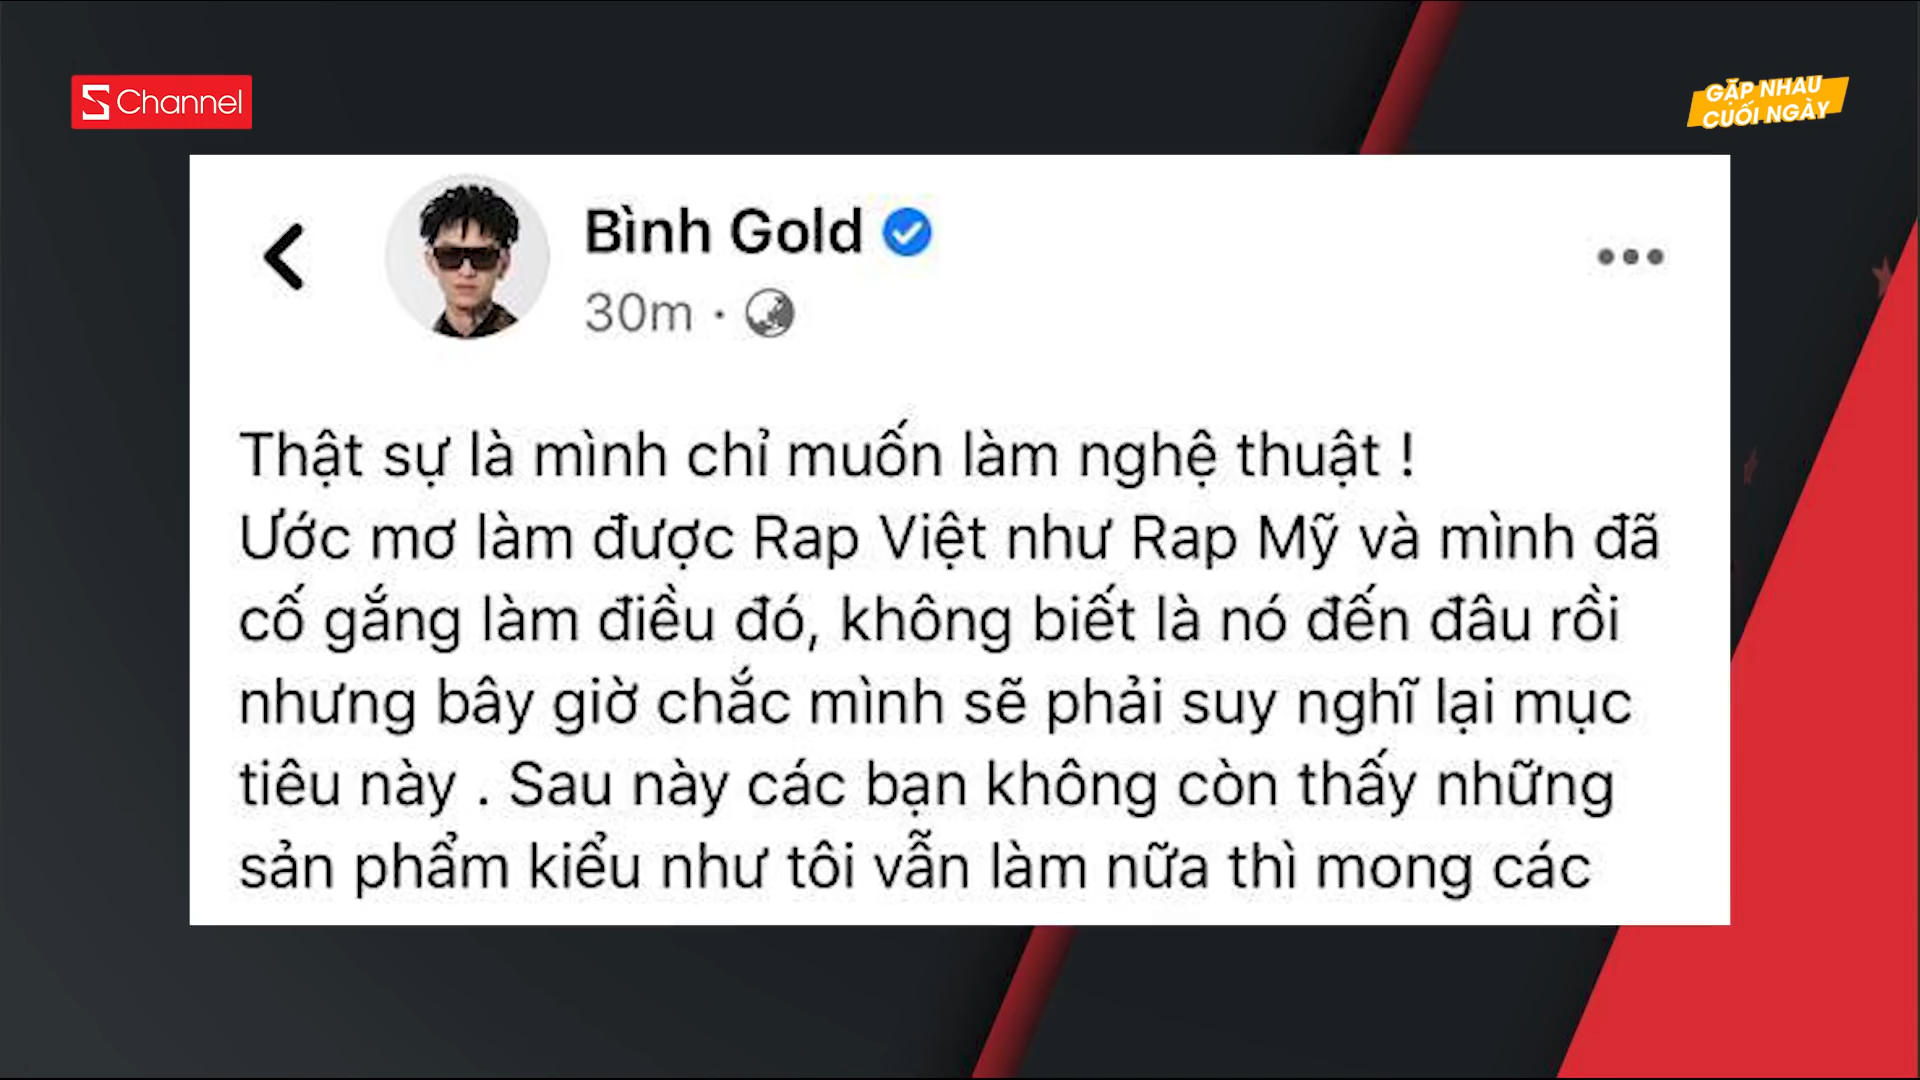 S Channel
GẶP NHAU
CUỐI NGÀY
Bình Gold
30m ·
Thật sự là mình chỉ muốn làm nghệ thuật !
Ước mơ làm được Rap Việt như Rap Mỹ và mình đã
cố gắng làm điều đó, không biết là nó đến đâu rồi
nhưng bây giờ chắc mình sẽ phải suy nghĩ lại mục
tiêu này . Sau này các bạn không còn thấy những
sản phẩm kiểu như tôi vẫn làm nữa thì mong các